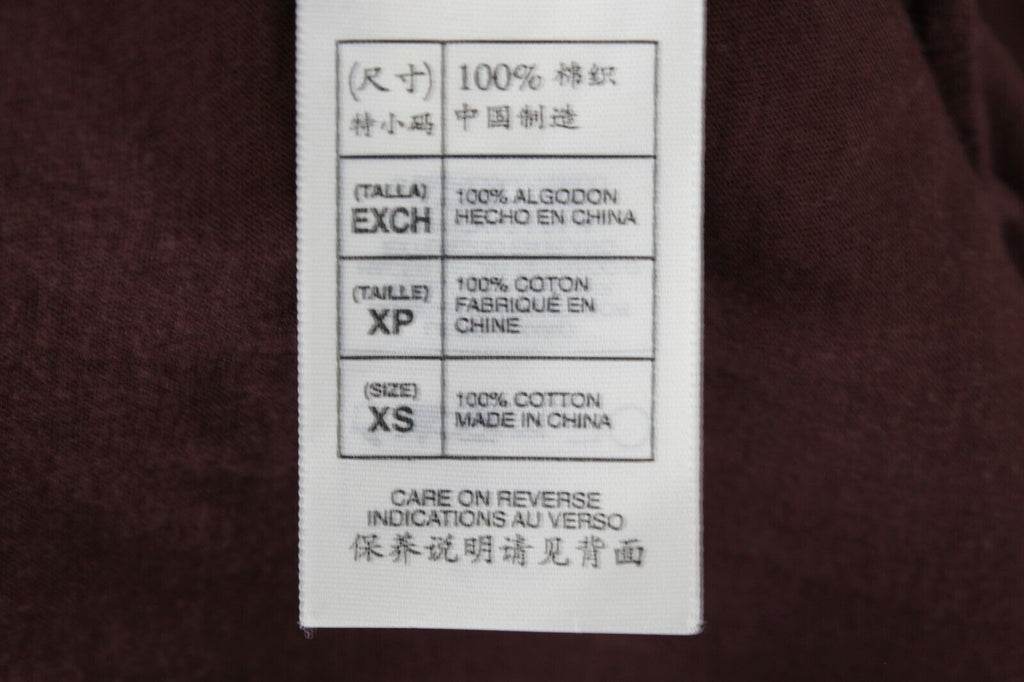 (尺寸)
特小码
100% 棉织
中国制造
(TALLA)
EXCH
100% ALGODON
HECHO EN CHINA
(TAILLE)
XP
100% COTON
FABRIQUÉ EN
CHINE
(SIZE)
XS
100% COTTON
MADE IN CHINA
CARE ON REVERSE
INDICATIONS AU VERSO
保养说明请见背面